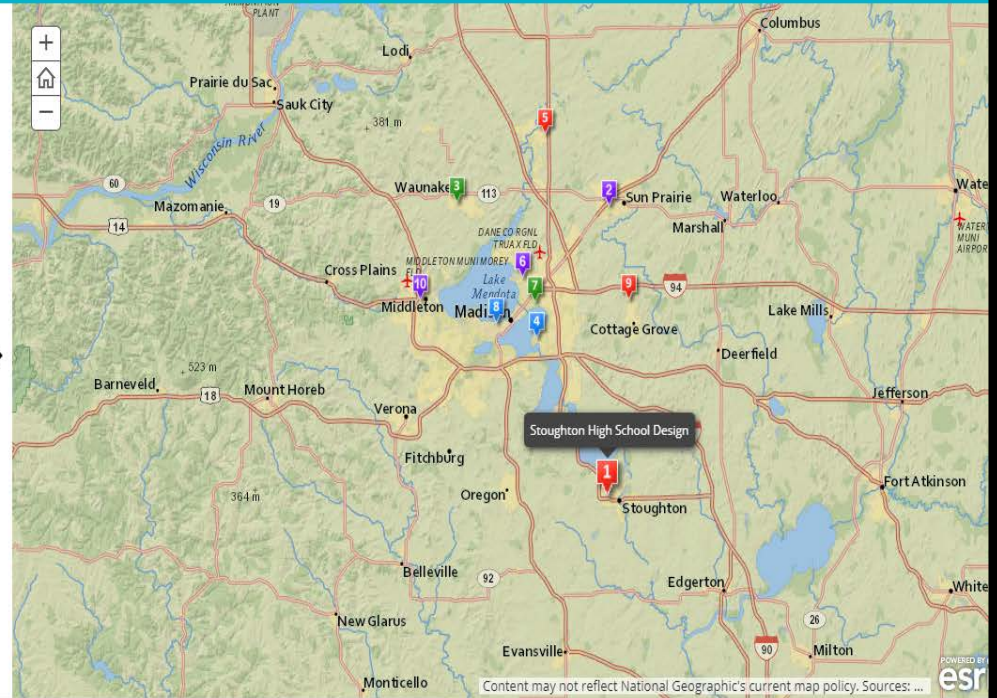 PLANT
Columbus
+
Lodi
Prairie du Sac
Sauk City
−
381 m
5
Wisconsin River
60
Waunake
3
113
2
Sun Prairie
Waterloo
19
Mazomanie
14
Marshall
DANE CO RGNL
TRUAX FLD
WATER
MUNI
AIRPOR
MIDDLETON MUNI MOREY
FLD
6
Cross Plains
10
Lake
Mendota
7
9
94
Middleton
8
Lake Mills
4
Cottage Grove
523 m
Deerfield
Barneveld
18
Mount Horeb
Jefferson
Verona
Stoughton High School Design
Fitchburg
1
Fort Atkinson
364 m
Oregon
Stoughton
Belleville
92
Edgerton
White
New Glarus
26
Evansville
90
Milton
Monticello
Content may not reflect National Geographic's current map policy. Sources: ...
POWERED BY
esr